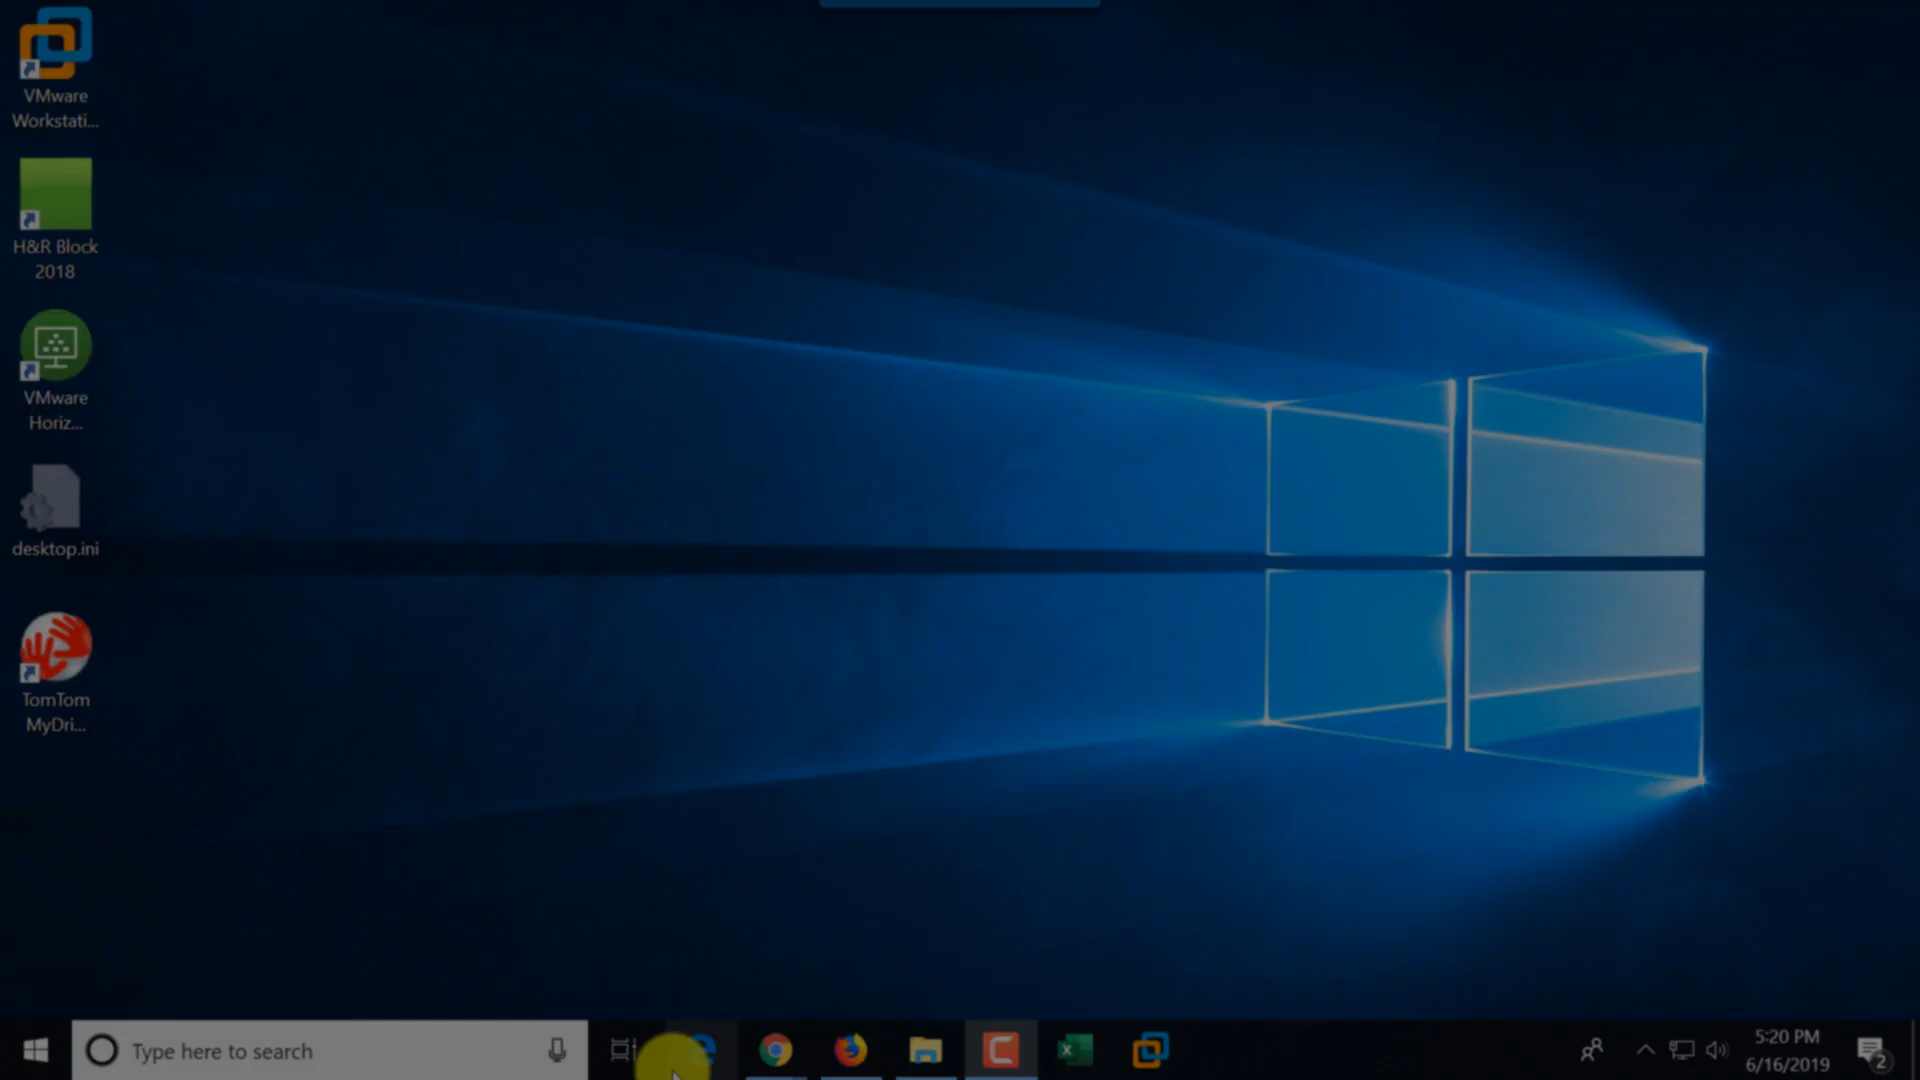 VMware
Workstati...
H&R Block
2018
VMware
Horiz...
desktop.ini
TomTom
MyDri...
Type here to search
5:20 PM
6/16/2019
2